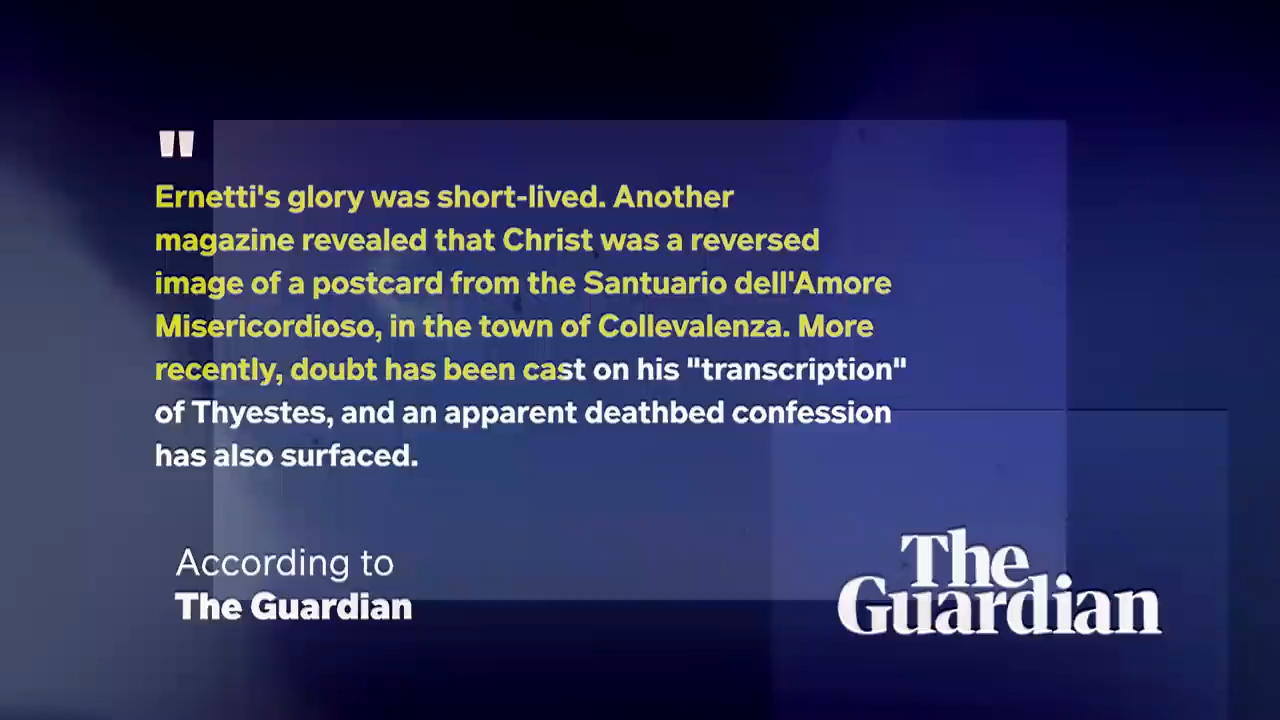 "
Ernetti's glory was short-lived. Another
magazine revealed that Christ was a reversed
image of a postcard from the Santuario dell'Amore
Misericordioso, in the town of Collevalenza. More
recently, doubt has been cast on his "transcription"
of Thyestes, and an apparent deathbed confession
has also surfaced.
According to
The Guardian
The
Guardian